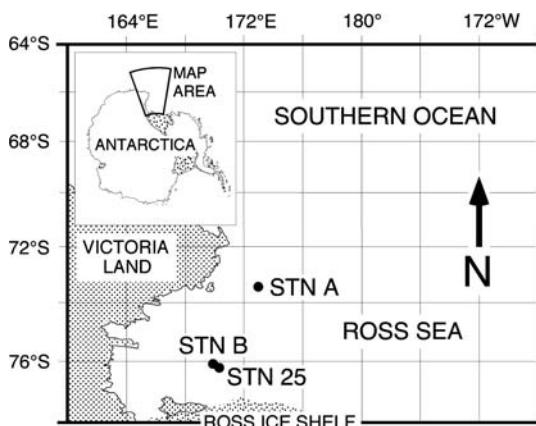 164°E 172°E 180° 172°W
64°S
MAP
AREA
SOUTHERN OCEAN
68°S
ANTARCTICA
72°S
VICTORIA
LAND
N
STN A
ROSS SEA
STN B
76°S
STN 25
ROSS ICE SHELF